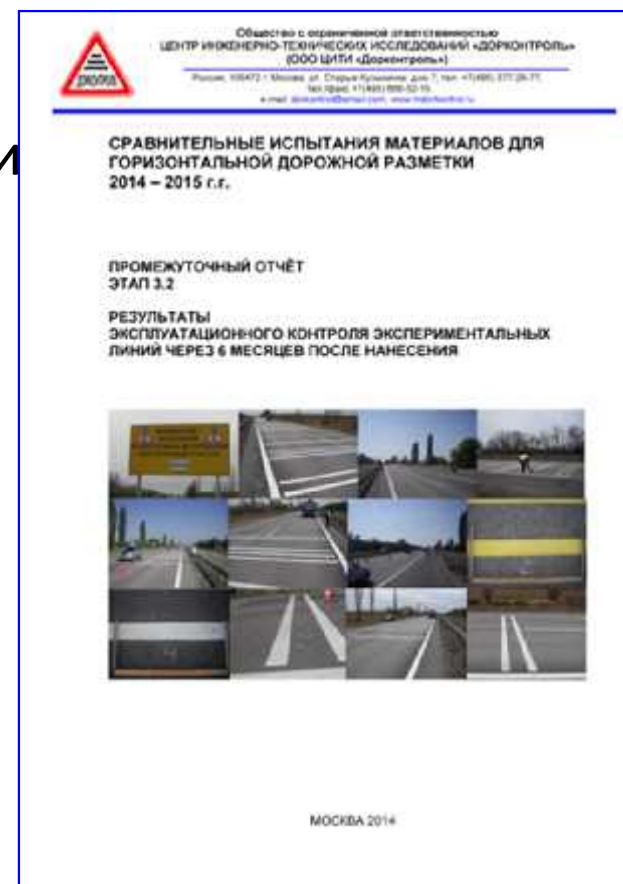 Общество с ограниченной ответственностью
ЦЕНТР ИНЖЕНЕРНО-ТЕХНИЧЕСКИХ ИССЛЕДОВАНИЙ «ДОРКОНТРОЛЬ»
(ООО ЦИТИ «Дорконтроль»)
и
СРАВНИТЕЛЬНЫЕ ИСПЫТАНИЯ МАТЕРИАЛОВ ДЛЯ
ГОРИЗОНТАЛЬНОЙ ДОРОЖНОЙ РАЗМЕТКИ
2014 – 2015 г.г.
ПРОМЕЖУТОЧНЫЙ ОТЧЁТ
ЭТАП 3.2
РЕЗУЛЬТАТЫ
ЭКСПЛУАТАЦИОННОГО КОНТРОЛЯ ЭКСПЕРИМЕНТАЛЬНЫХ
ЛИНИЙ ЧЕРЕЗ 6 МЕСЯЦЕВ ПОСЛЕ НАНЕСЕНИЯ
МОСКВА 2014